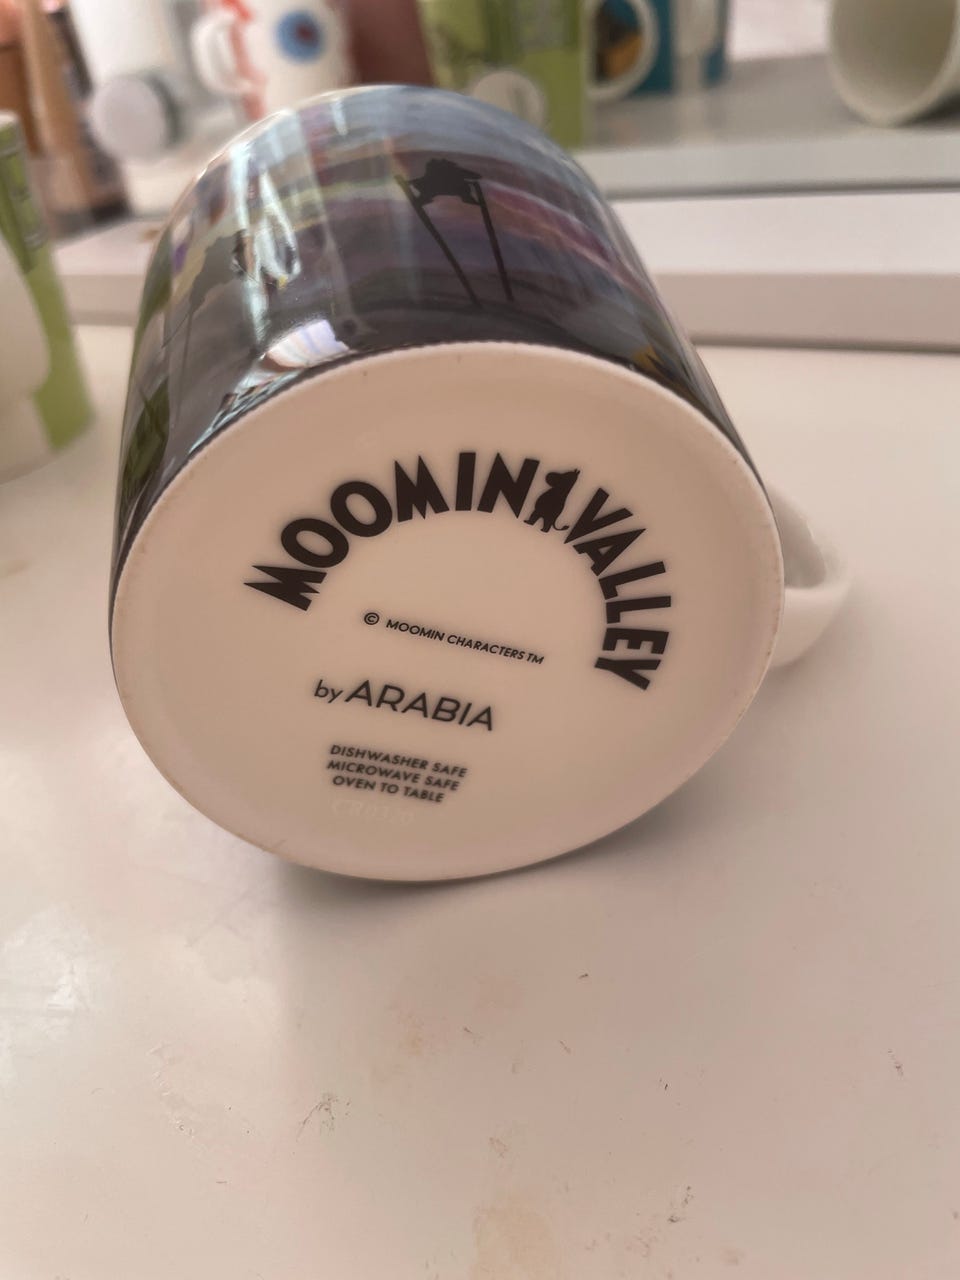 MOOMINVALLEY
© MOOMIN CHARACTERS TM
by ARABIA
DISHWASHER SAFE
MICROWAVE SAFE
OVEN TO TABLE